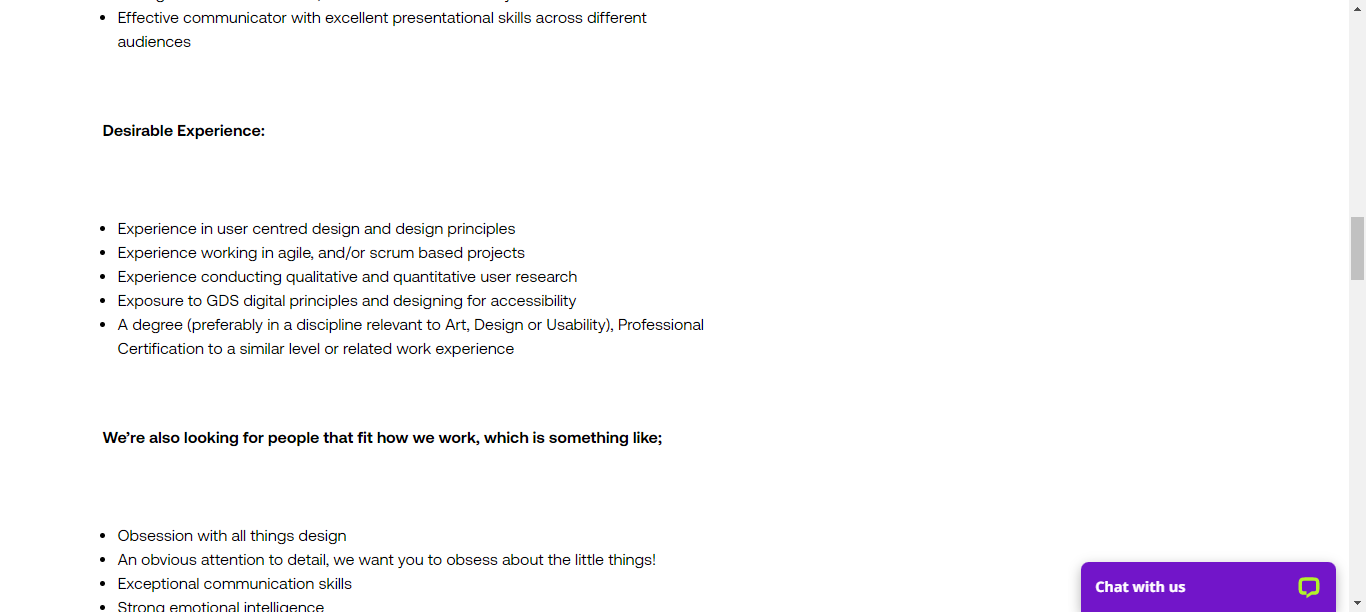 Effective communicator with excellent presentational skills across different
audiences
Desirable Experience:
Experience in user centred design and design principles
Experience working in agile, and/or scrum based projects
Experience conducting qualitative and quantitative user research
Exposure to GDS digital principles and designing for accessibility
A degree (preferably in a discipline relevant to Art, Design or Usability), Professional
Certification to a similar level or related work experience
We're also looking for people that fit how we work, which is something like;
Obsession with all things design
An obvious attention to detail, we want you to obsess about the little things!
Exceptional communication skills
Strong emotional intelligence
Chat with us